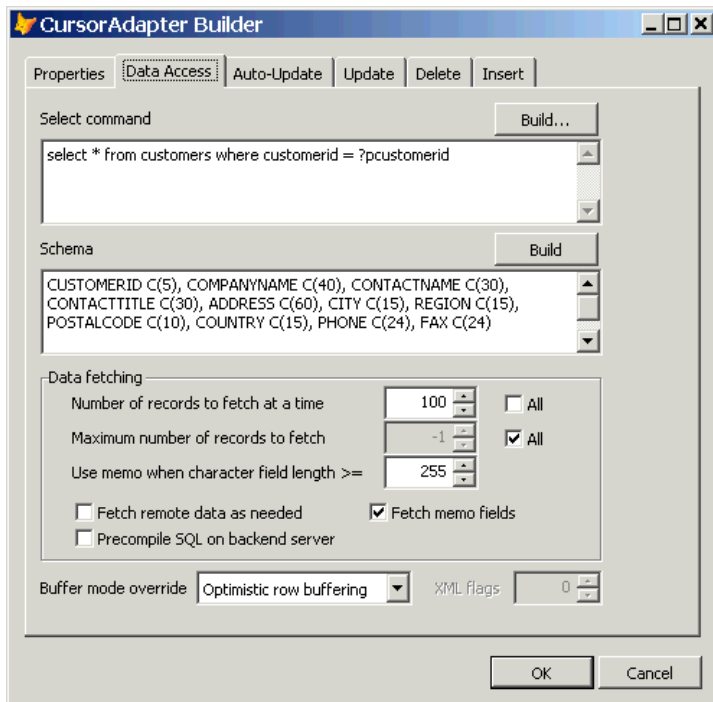 CursorAdapter Builder
Properties Data Access Auto-Update Update Delete Insert
Select command Build...
select * from customers where customerid = ?pcustomerid
Schema Build
CUSTOMERID C(5), COMPANYNAME C(40), CONTACTNAME C(30),
CONTACTTITLE C(30), ADDRESS C(60), CITY C(15), REGION C(15),
POSTALCODE C(10), COUNTRY C(15), PHONE C(24), FAX C(24)
Data fetching
Number of records to fetch at a time 100 All
Maximum number of records to fetch -1 All
Use memo when character field length >= 255
Fetch remote data as needed Fetch memo fields
Precompile SQL on backend server
Buffer mode override Optimistic row buffering XML flags 0
OK Cancel